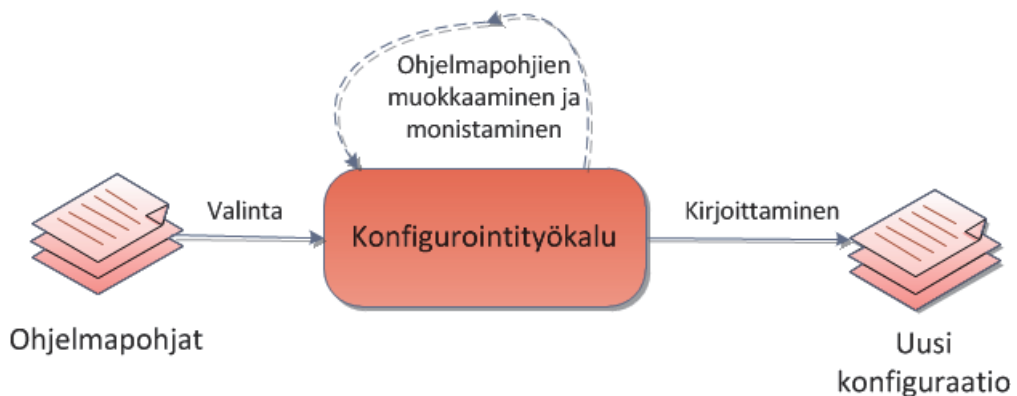 Ohjelmapohjien
muokkaaminen ja
monistaminen
Valinta
Konfigurointityökalu
Kirjoittaminen
Ohjelmapohjat
Uusi
konfiguraatio